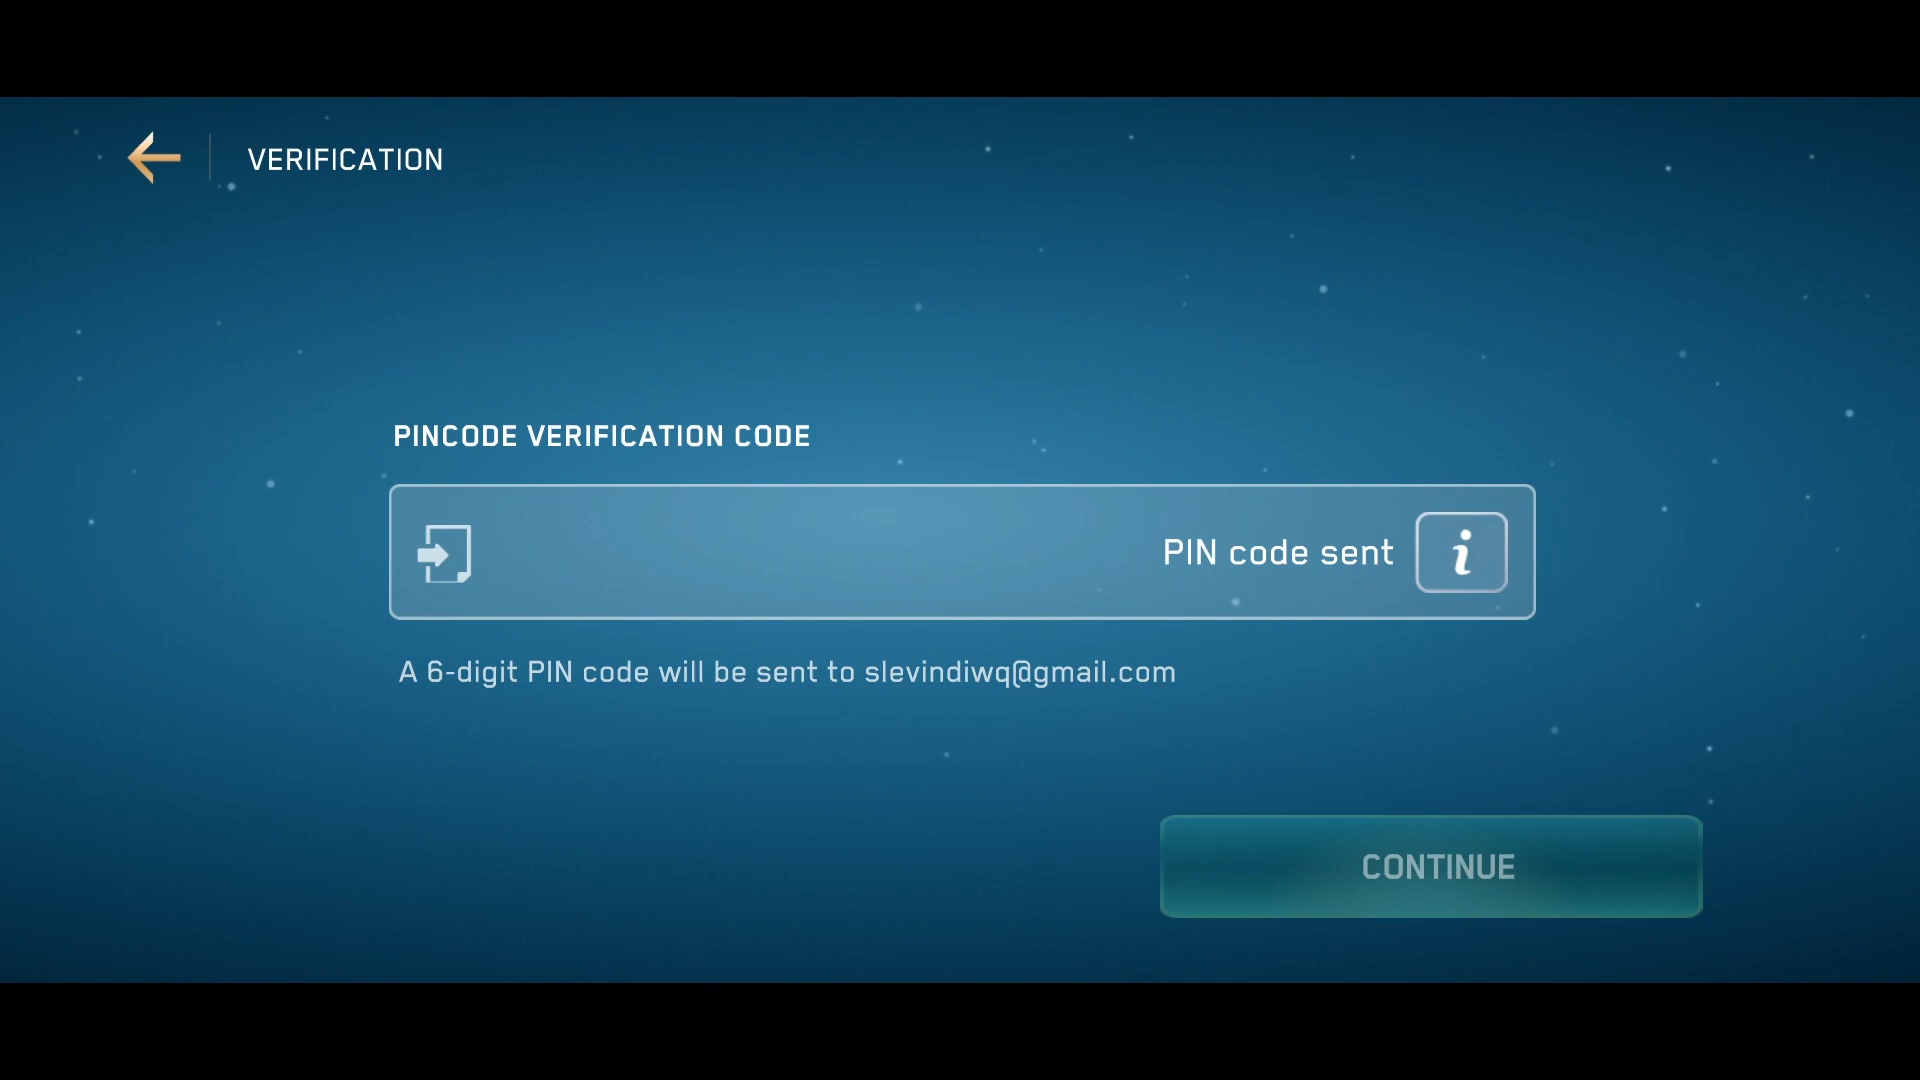 VERIFICATION
PINCODE VERIFICATION CODE
PIN code sent
A 6-digit PIN code will be sent to slevindiwq@gmail.com
CONTINUE